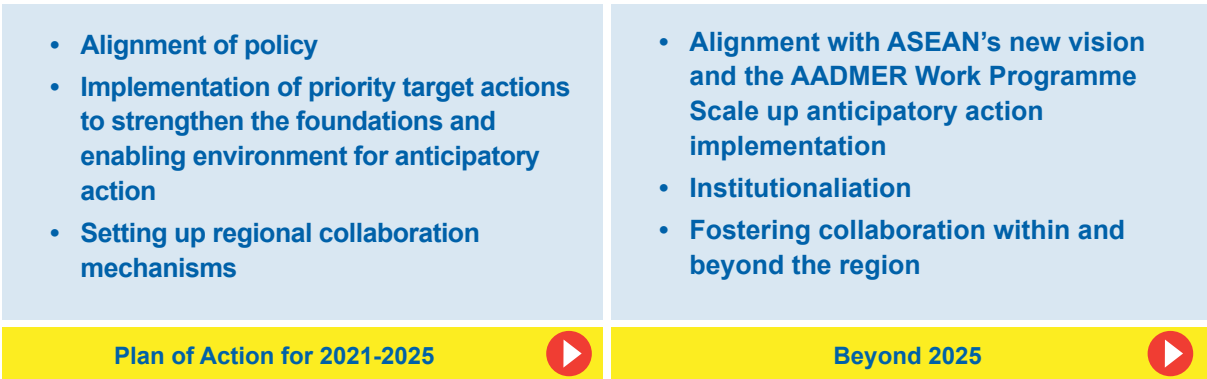 • Alignment of policy
• Implementation of priority target actions
to strengthen the foundations and
enabling environment for anticipatory
action
• Setting up regional collaboration
mechanisms
Plan of Action for 2021-2025
• Alignment with ASEAN's new vision
and the AADMER Work Programme
Scale up anticipatory action
implementation
• Institutionaliation
• Fostering collaboration within and
beyond the region
Beyond 2025